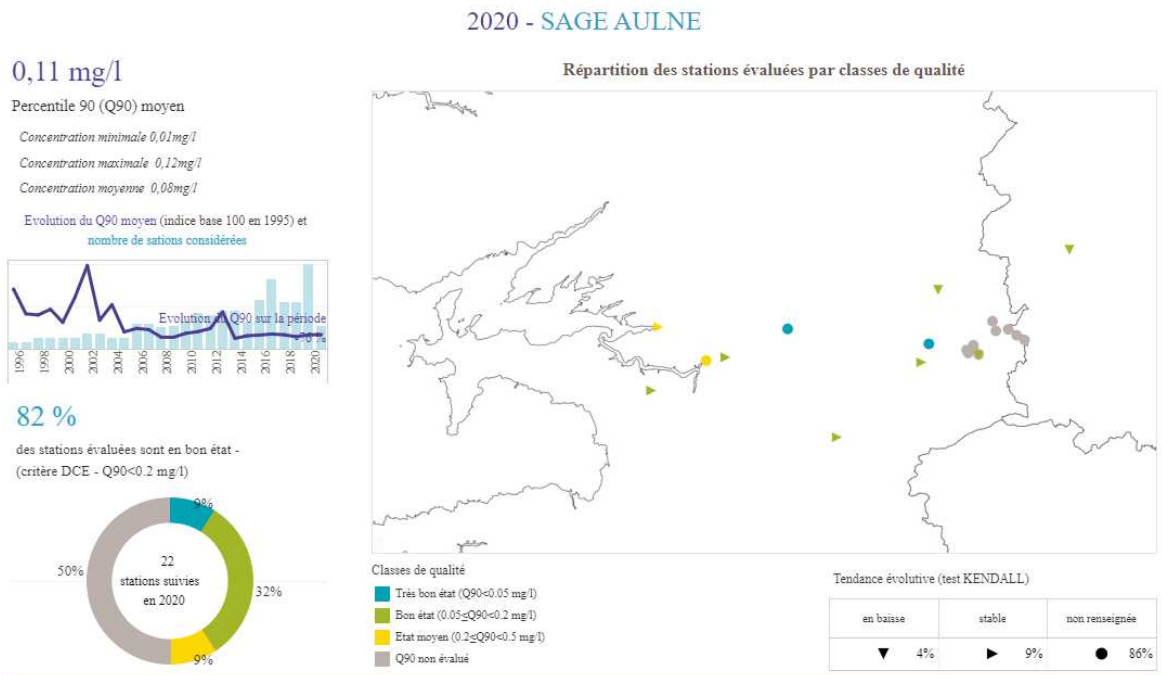 2020 - SAGE AULNE
0,11 mg/l
Percentile 90 (Q90) moyen
Concentration minimale 0,01mg/l
Concentration maximale 0,12mg/l
Concentration moyenne 0,08mg/l
Evolution du Q90 moyen (indice base 100 en 1995) et
nombre de sations considérées
Evolution du Q90 sur la période
1996
1998
2000
2002
2004
2006
2008
2010
2012
2014
2016
2018
2020
82 %
des stations évaluées sont en bon état -
(critère DCE - Q90<0.2 mg/l)
9%
50%
22
stations suivies
en 2020
32%
9%
Répartition des stations évaluées par classes de qualité
Classes de qualité
Très bon état (Q90<0.05 mg/l)
Bon état (0.05≤Q90<0.2 mg/l)
Etat moyen (0.2≤Q90<0.5 mg/l)
Q90 non évalué
Tendance évolutive (test KENDALL)
en baisse stable non renseignée
▼ 4% ► 9% ● 86%